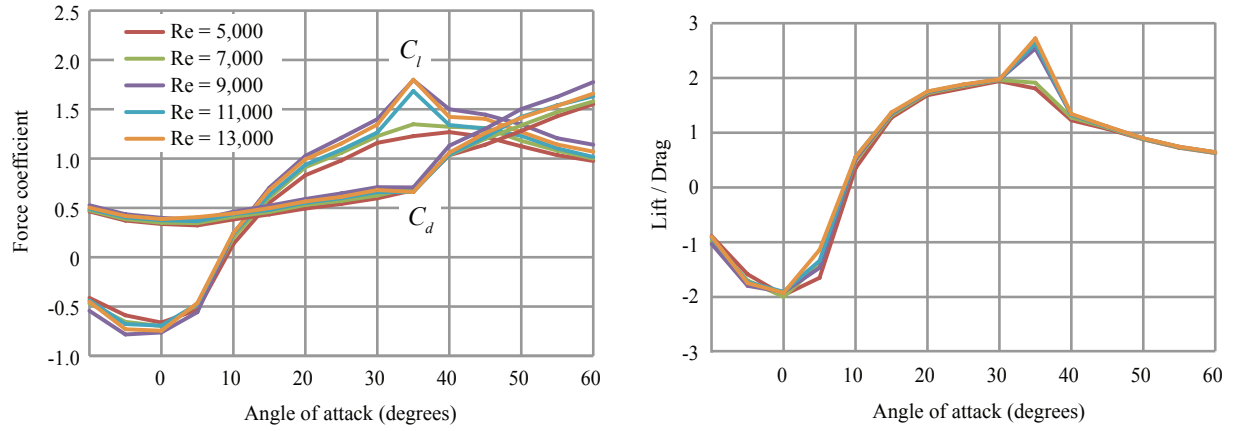 2.5
2.0
1.5
1.0
0.5
0
-0.5
-1.0
Force coefficient
Re = 5,000
Re = 7,000
Re = 9,000
Re = 11,000
Re = 13,000
Cl
Cd
0 10 20 30 40 50 60
Angle of attack (degrees)
3
2
1
0
-1
-2
-3
Lift / Drag
0 10 20 30 40 50 60
Angle of attack (degrees)